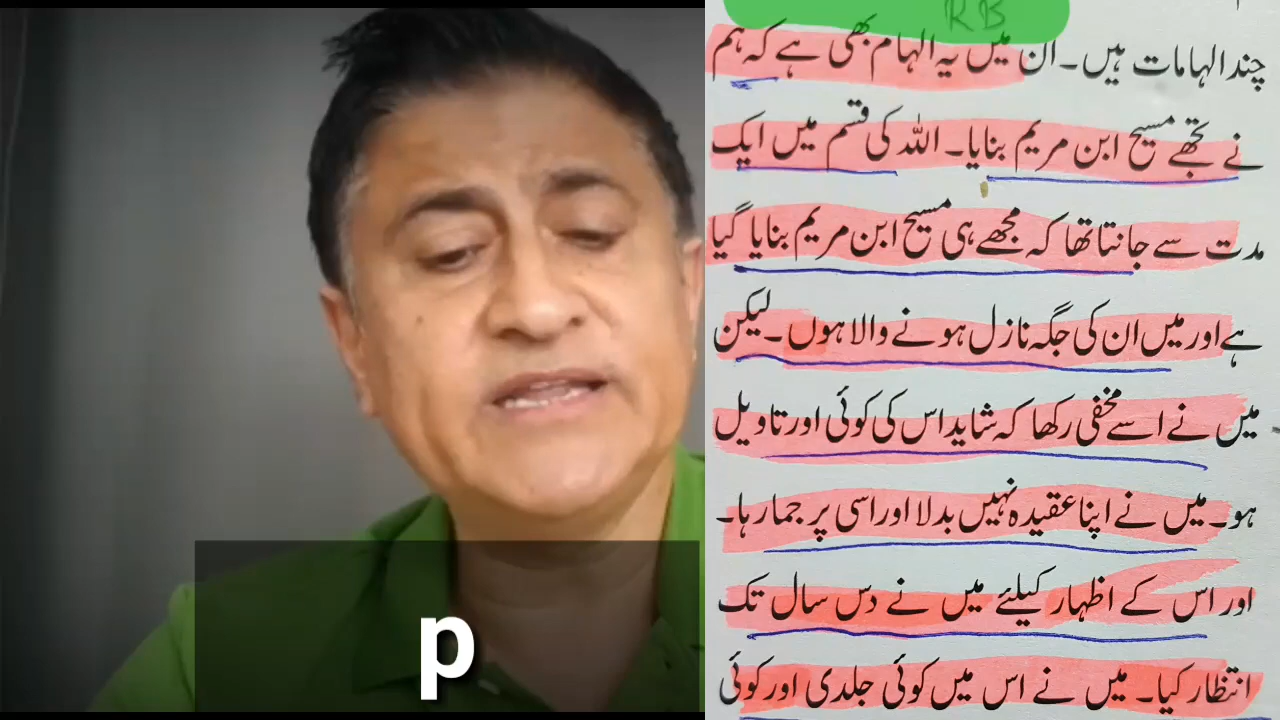 RB
چند الہامات ہیں۔ ان میں یہ الہام بھی ہے کہ ہم
نے تجھے مسیح ابن مریم بنایا۔ اللہ کی قسم میں ایک
مدت سے جانتا تھا کہ مجھے ہی مسیح ابن مریم بنایا گیا
ہے اور میں ان کی جگہ نازل ہونے والا ہوں۔ لیکن
میں نے اسے مخفی رکھا کہ شاید اس کی کوئی اور تاویل
ہو۔ میں نے اپنا عقیدہ نہیں بدلا اور اسی پر جما رہا۔
اور اس کے اظہار کیلئے میں نے دس سال تک
انتظار کیا۔ میں نے اس میں کوئی جلدی اور کوئی
p